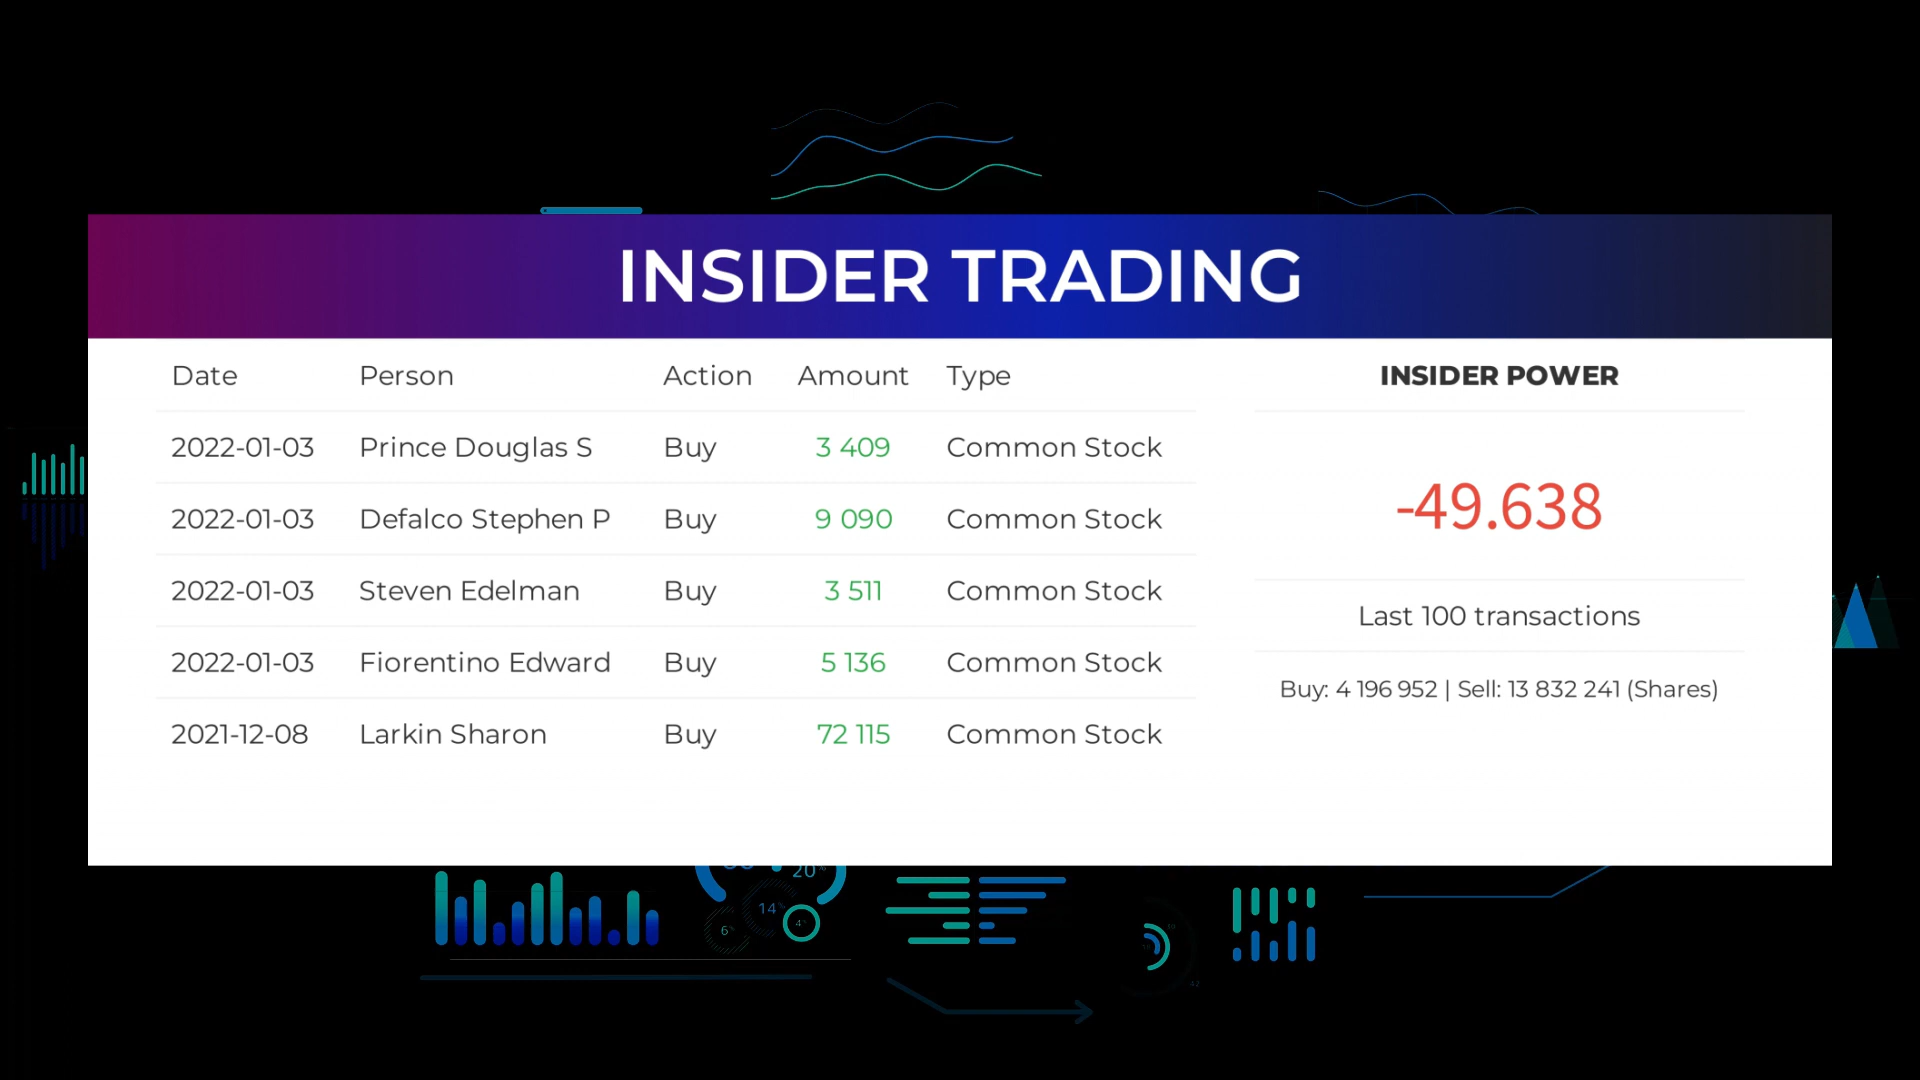 INSIDER TRADING
Date Person Action Amount Type
2022-01-03 Prince Douglas S Buy 3 409 Common Stock
2022-01-03 Defalco Stephen P Buy 9 090 Common Stock
2022-01-03 Steven Edelman Buy 3 511 Common Stock
2022-01-03 Fiorentino Edward Buy 5 136 Common Stock
2021-12-08 Larkin Sharon Buy 72 115 Common Stock
INSIDER POWER
-49.638
Last 100 transactions
Buy: 4 196 952 | Sell: 13 832 241 (Shares)
20
14
6
4